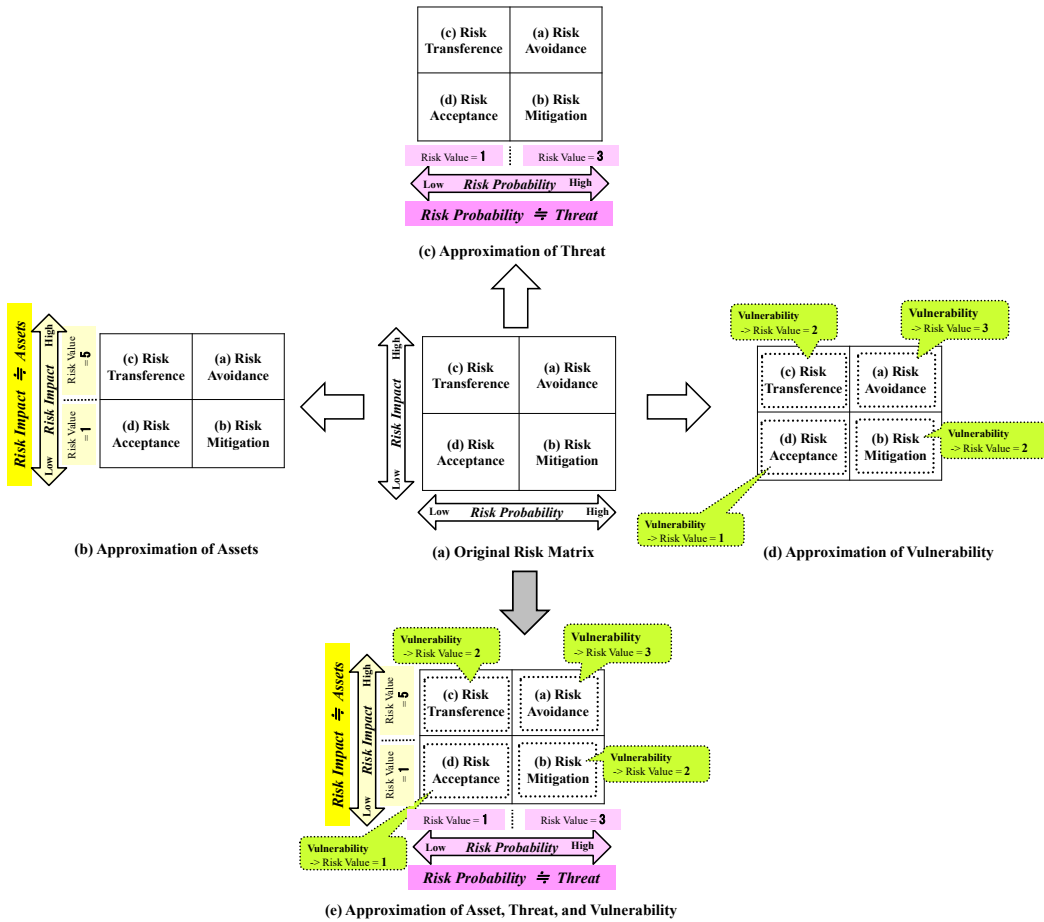 (c) Risk
Transference
(a) Risk
Avoidance
(d) Risk
Acceptance
(b) Risk
Mitigation
Risk Value = 1
Risk Value = 3
Low
Risk Probability
High
Risk Probability ≒ Threat
(c) Approximation of Threat
Risk Impact ≒ Assets
High
Risk Impact
Low
Risk Value
= 5
Risk Value
= 1
(c) Risk
Transference
(a) Risk
Avoidance
(d) Risk
Acceptance
(b) Risk
Mitigation
(b) Approximation of Assets
High
Risk Impact
Low
(c) Risk
Transference
(a) Risk
Avoidance
(d) Risk
Acceptance
(b) Risk
Mitigation
Low
Risk Probability
High
(a) Original Risk Matrix
Vulnerability
-> Risk Value = 2
Vulnerability
-> Risk Value = 3
(c) Risk
Transference
(a) Risk
Avoidance
(d) Risk
Acceptance
(b) Risk
Mitigation
Vulnerability
-> Risk Value = 2
Vulnerability
-> Risk Value = 1
(d) Approximation of Vulnerability
Vulnerability
-> Risk Value = 2
Vulnerability
-> Risk Value = 3
Risk Impact ≒ Assets
High
Risk Impact
Low
Risk Value
= 5
Risk Value
= 1
(c) Risk
Transference
(a) Risk
Avoidance
(d) Risk
Acceptance
(b) Risk
Mitigation
Vulnerability
-> Risk Value = 2
Vulnerability
-> Risk Value = 1
Risk Value = 1
Risk Value = 3
Low
Risk Probability
High
Risk Probability ≒ Threat
(e) Approximation of Asset, Threat, and Vulnerability